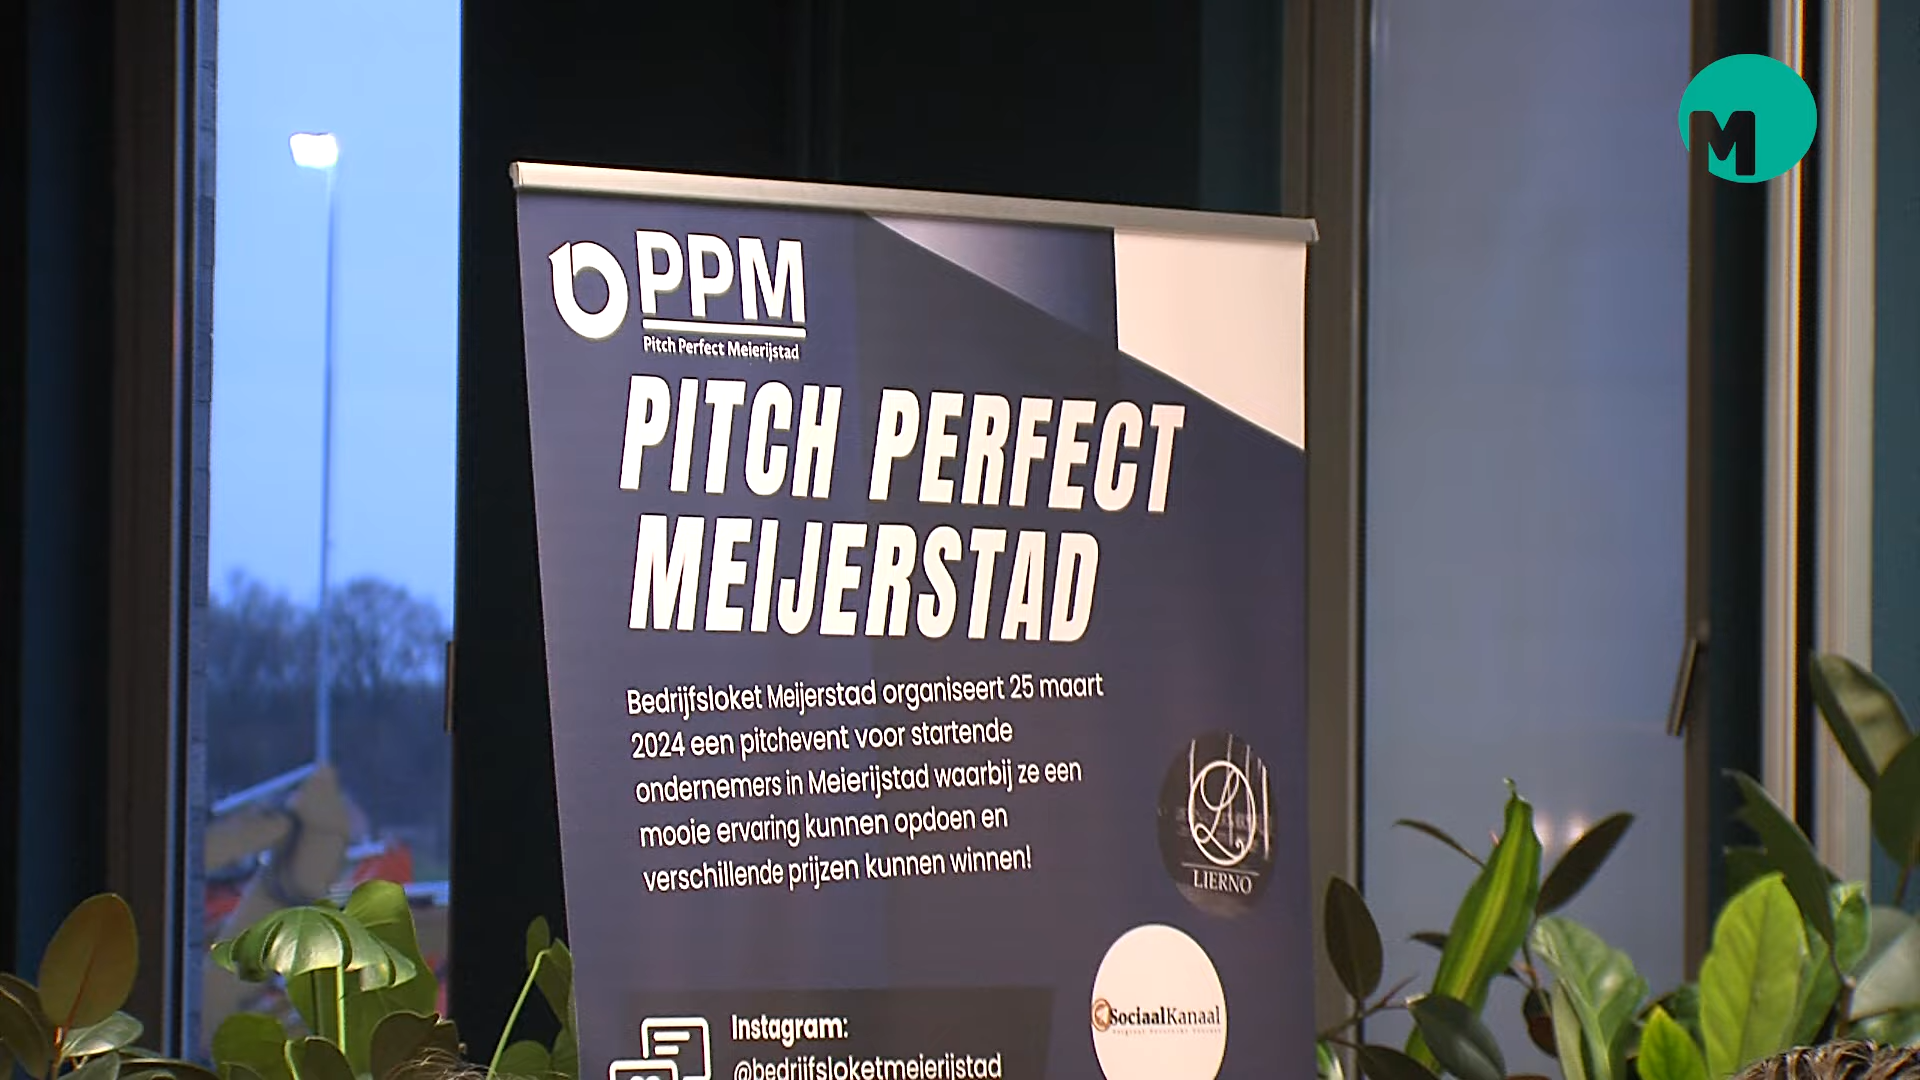 M
PPM
Pitch Perfect Meierijstad
PITCH PERFECT
MEIJERSTAD
Bedrijfsloket Meijerstad organiseert 25 maart
2024 een pitchevent voor startende
ondernemers in Meierijstad waarbij ze een
mooie ervaring kunnen opdoen en
verschillende prijzen kunnen winnen!
LIERNO
SociaalKanaal
Instagram:
@bedrijfsloketmeierijstad